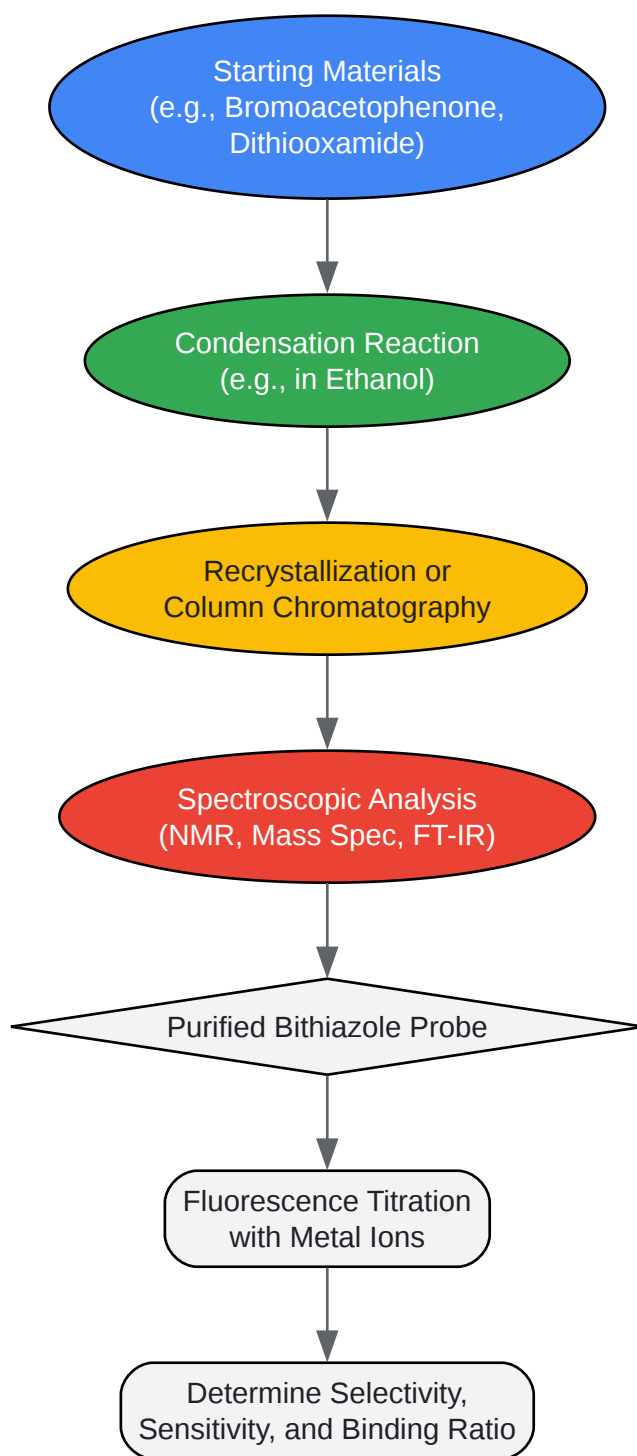 Starting Materials
(e.g., Bromoacetophenone,
Dithiooxamide)
Condensation Reaction
(e.g., in Ethanol)
Recrystallization or
Column Chromatography
Spectroscopic Analysis
(NMR, Mass Spec, FT-IR)
Purified Bithiazole Probe
Fluorescence Titration
with Metal Ions
Determine Selectivity,
Sensitivity, and Binding Ratio